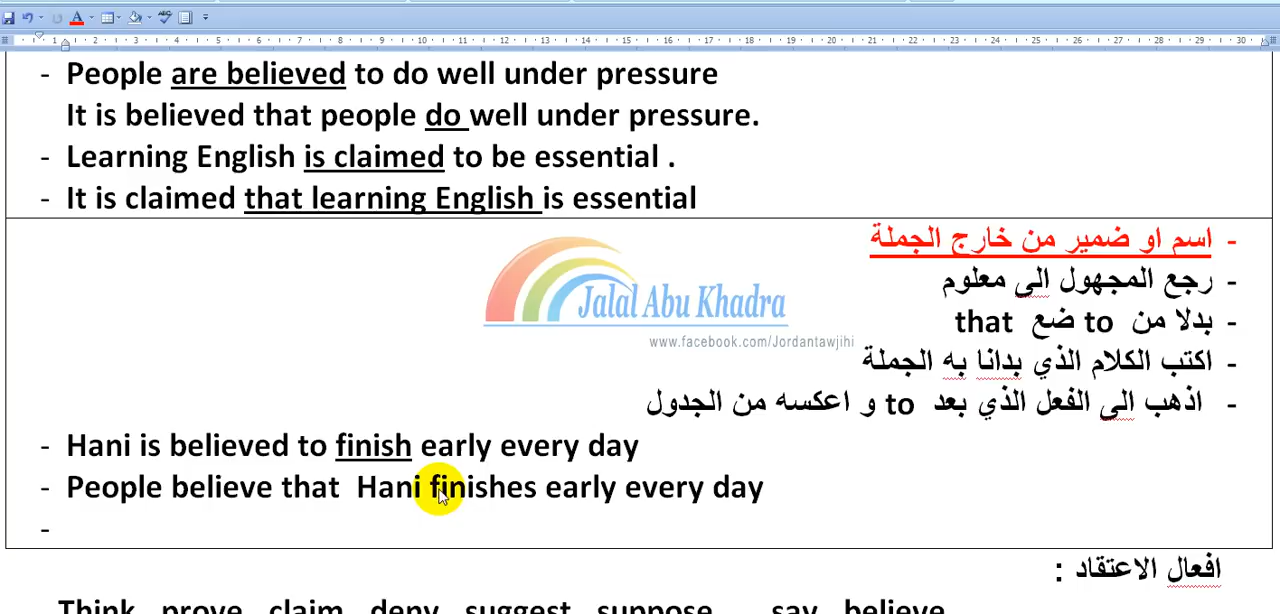 - People are believed to do well under pressure
It is believed that people do well under pressure.
- Learning English is claimed to be essential .
- It is claimed that learning English is essential
- اسم او ضمير من خارج الجملة
- رجع المجهول الى معلوم
- بدلا من to ضع that
- اكتب الكلام الذي بدانا به الجملة
- اذهب الى الفعل الذي بعد to و اعكسه من الجدول
Jalal Abu Khadra
www.facebook.com/Jordantawjihi
- Hani is believed to finish early every day
- People believe that Hani finishes early every day
-
افعال الاعتقاد :
Think prove claim deny suggest suppose say believe